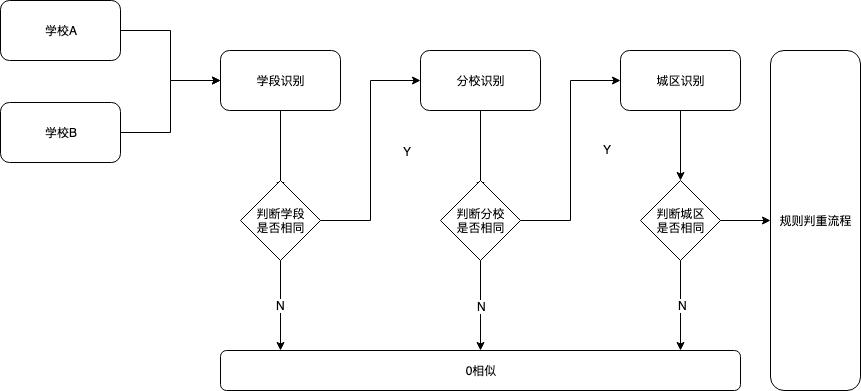 学校A
学校B
学段识别
分校识别
城区识别
Y
Y
判断学段
是否相同
判断分校
是否相同
判断城区
是否相同
规则判重流程
N
N
N
0相似